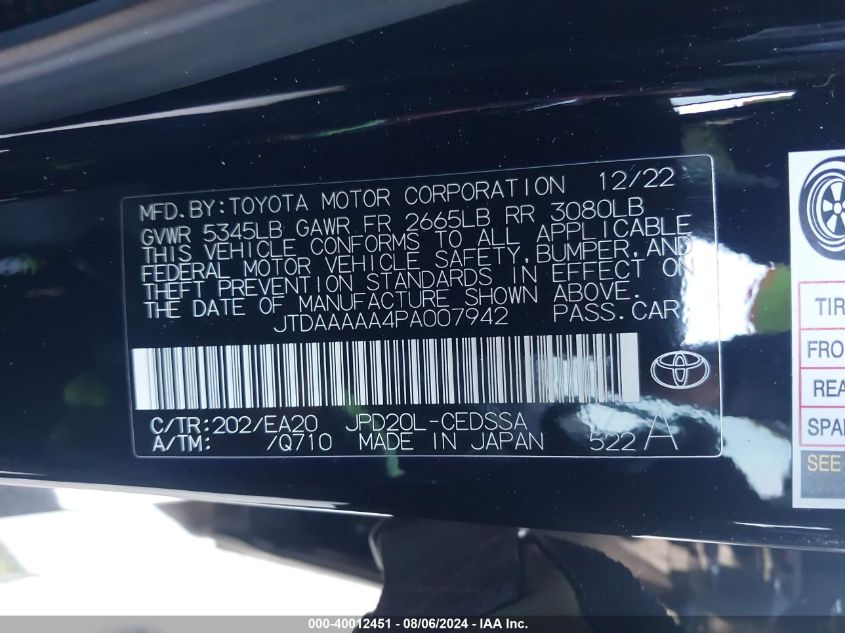 MFD.BY:TOYOTA MOTOR CORPORATION 12/22
GVWR 5345LB GAWR FR 2665LB RR 3080LB
THIS VEHICLE CONFORMS TO ALL APPLICABLE
FEDERAL MOTOR VEHICLE SAFETY, BUMPER, AND
THEFT PREVENTION STANDARDS IN EFFECT ON
THE DATE OF MANUFACTURE SHOWN ABOVE.
JTDAAAAA4PA007942 PASS.CAR
C/TR:202/EA20 JPD20L-CEDSSA
A/TM: /Q710 MADE IN JAPAN 522 A
TIR
FRO
REA
SPA
SEE
000-40012451 - 08/06/2024 - IAA Inc.